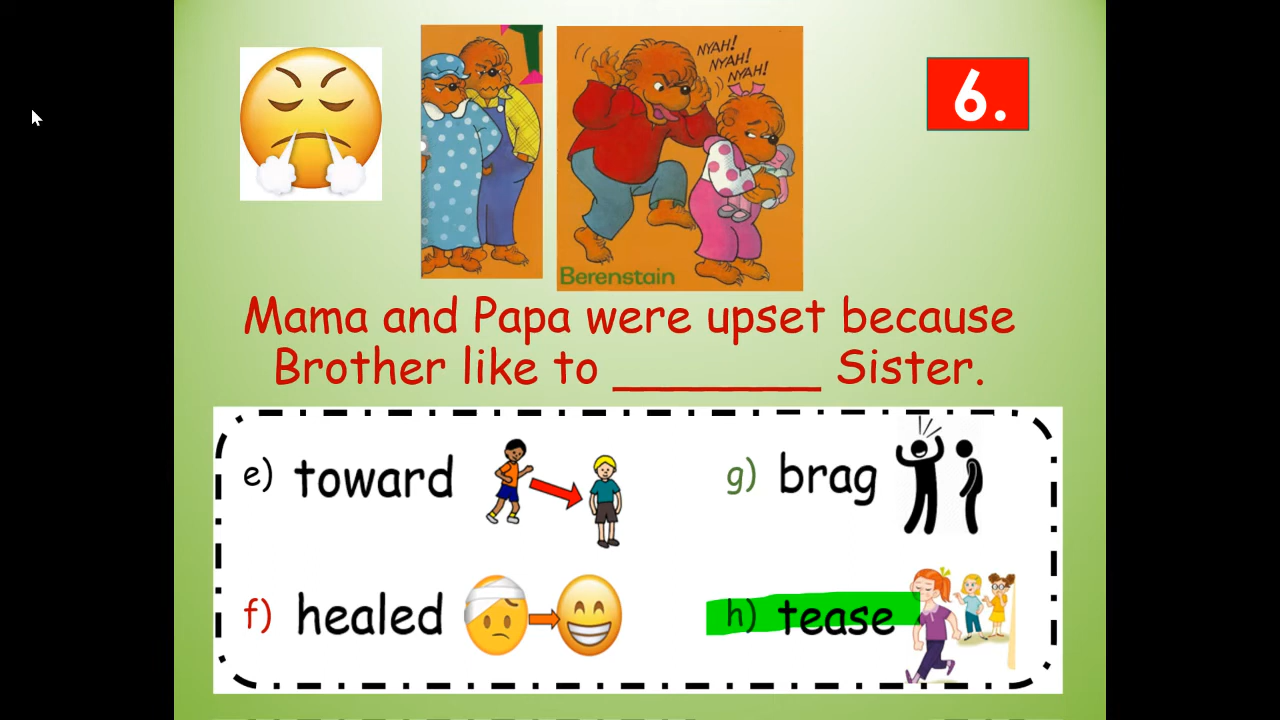 NYAH!
NYAH!
NYAH!
6.
Berenstain
Mama and Papa were upset because
Brother like to _______ Sister.
e) toward
g) brag
f) healed
h) tease